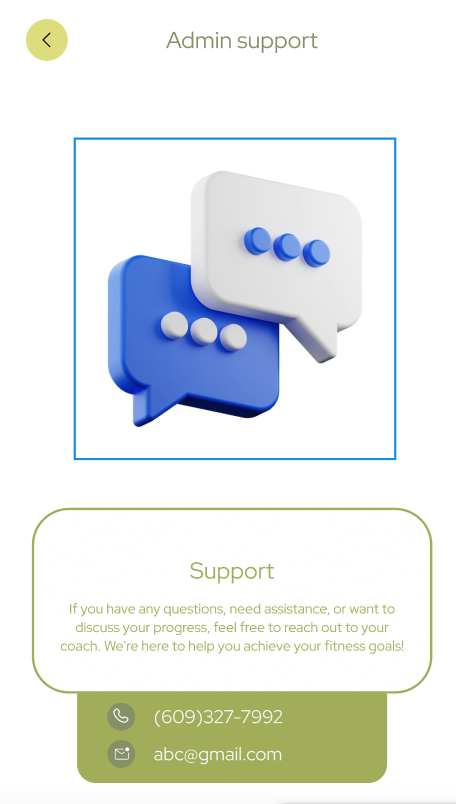 Admin support
Support
If you have any questions, need assistance, or want to
discuss your progress, feel free to reach out to your
coach. We're here to help you achieve your fitness goals!
(609)327-7992
abc@gmail.com